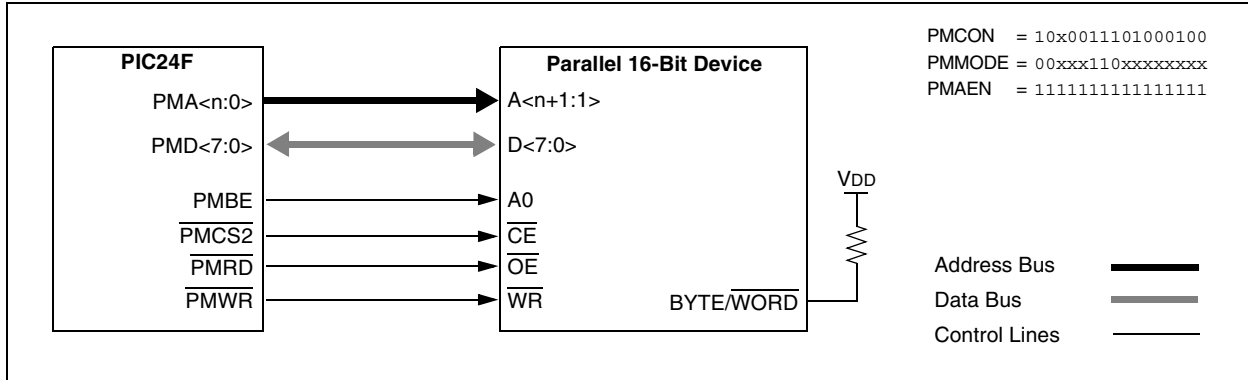 PIC24F
PMA<n:0>
PMD<7:0>
PMBE
PMCS2
PMRD
PMWR
Parallel 16-Bit Device
A<n+1:1>
D<7:0>
A0
CE
OE
WR
BYTE/WORD
VDD
PMCON = 10x0011101000100
PMMODE = 00xxx110xxxxxxxx
PMAEN = 1111111111111111
Address Bus
Data Bus
Control Lines